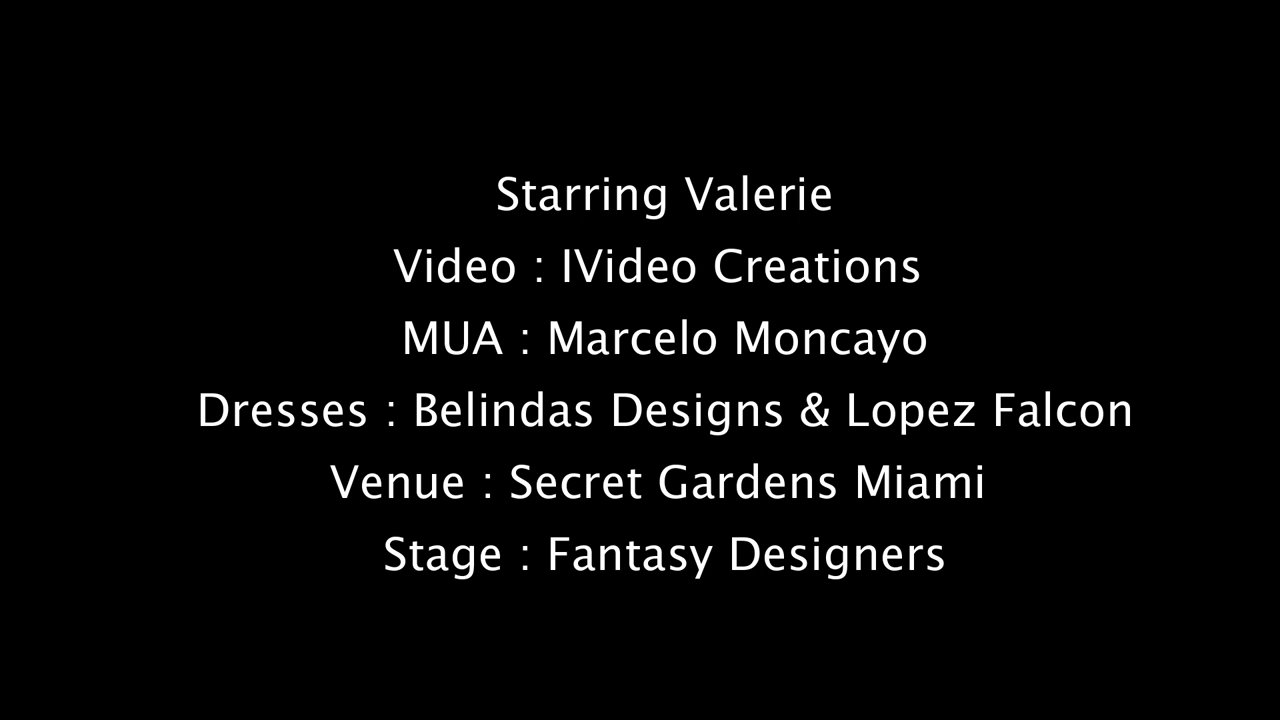 Starring Valerie
Video : IVideo Creations
MUA : Marcelo Moncayo
Dresses : Belindas Designs & Lopez Falcon
Venue : Secret Gardens Miami
Stage : Fantasy Designers